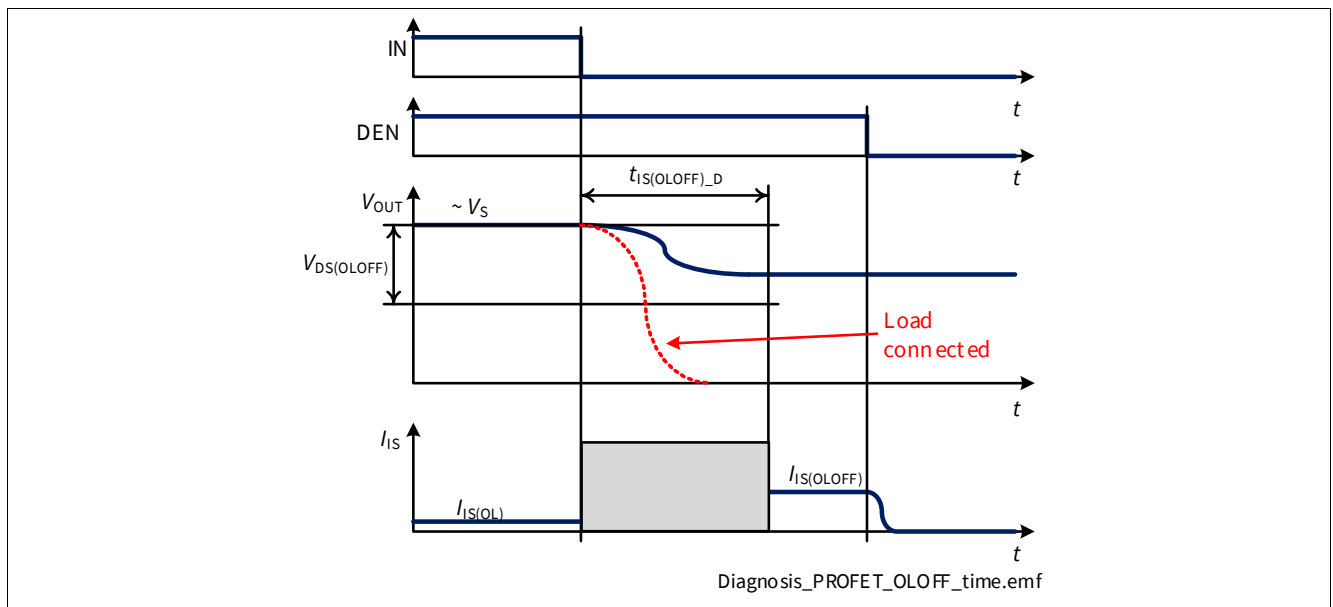 IN
t
DEN
t
tIS(OLOFF)_D
VOUT
~ VS
VDS(OLOFF)
Load
connected
t
IIS
IIS(OLOFF)
IIS(OL)
t
Diagnosis_PROFET_OLOFF_time.emf